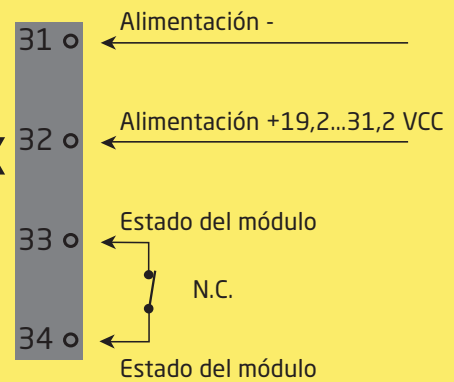 31
Alimentación -
32
Alimentación +19,2...31,2 VCC
33
Estado del módulo
N.C.
34
Estado del módulo